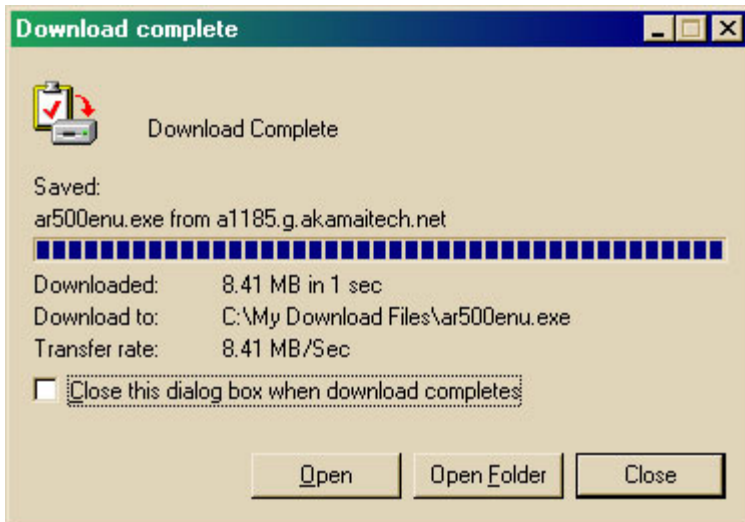 Download complete
Download Complete
Saved:
ar500enu.exe from a1185.g.akamaitech.net
Downloaded: 8.41 MB in 1 sec
Download to: C:\My Download Files\ar500enu.exe
Transfer rate: 8.41 MB/Sec
Close this dialog box when download completes
Open Open Folder Close